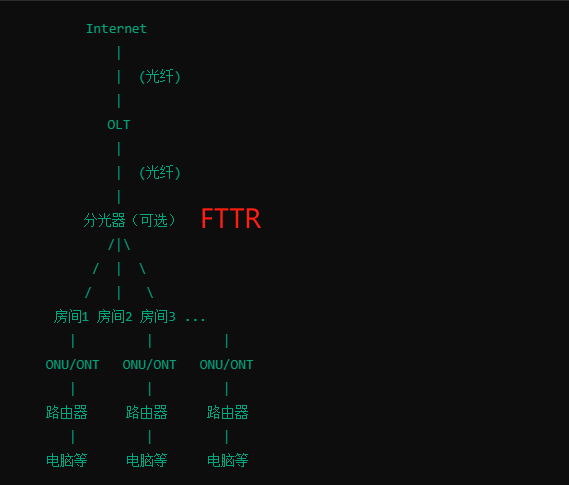 Internet
|
| (光纤)
|
OLT
|
| (光纤)
|
分光器（可选） FTTR
/|\
/ | \
/ | \
房间1 房间2 房间3 ...
| | |
ONU/ONT ONU/ONT ONU/ONT
| | |
路由器 路由器 路由器
| | |
电脑等 电脑等 电脑等